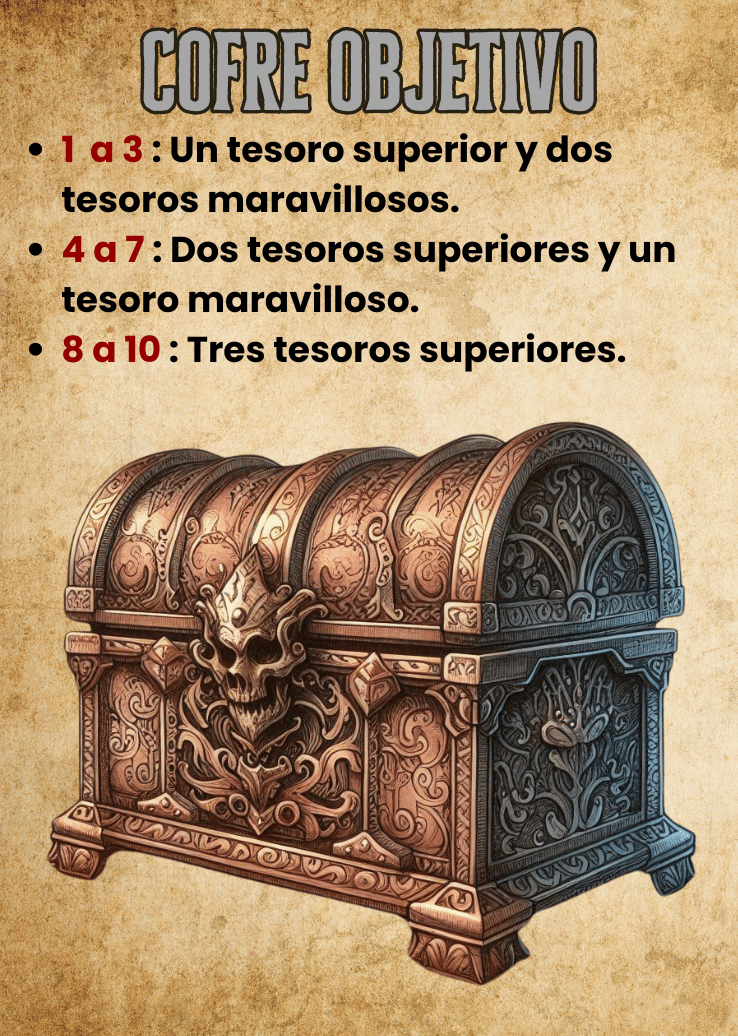 COFRE OBJETIVO
• 1 a 3 : Un tesoro superior y dos
tesoros maravillosos.
• 4 a 7 : Dos tesoros superiores y un
tesoro maravilloso.
• 8 a 10 : Tres tesoros superiores.